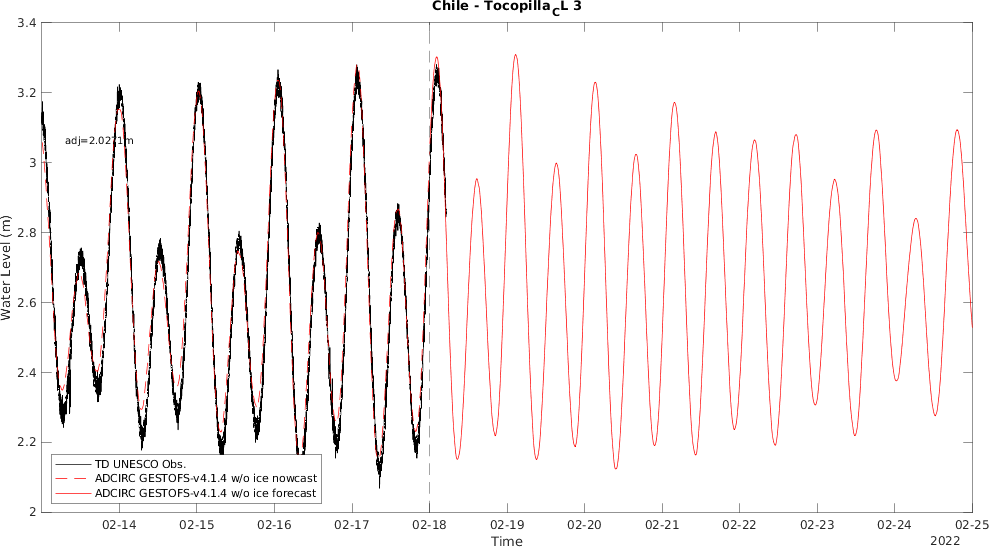 Chile - Tocopilla_CL 3
3.4
3.2
3
2.8
2.6
2.4
2.2
2
Water Level (m)
adj=2.0271m
TD UNESCO Obs.
ADCIRC GESTOFS-v4.1.4 w/o ice nowcast
ADCIRC GESTOFS-v4.1.4 w/o ice forecast
02-14 02-15 02-16 02-17 02-18 02-19 02-20 02-21 02-22 02-23 02-24 02-25
Time
2022